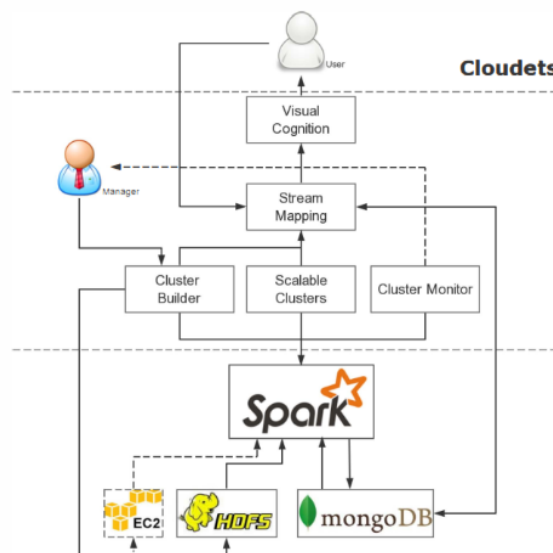 User
Cloudets
Visual
Cognition
Manager
Stream
Mapping
Cluster
Builder
Scalable
Clusters
Cluster Monitor
Spark
EC2
HDFS
mongoDB